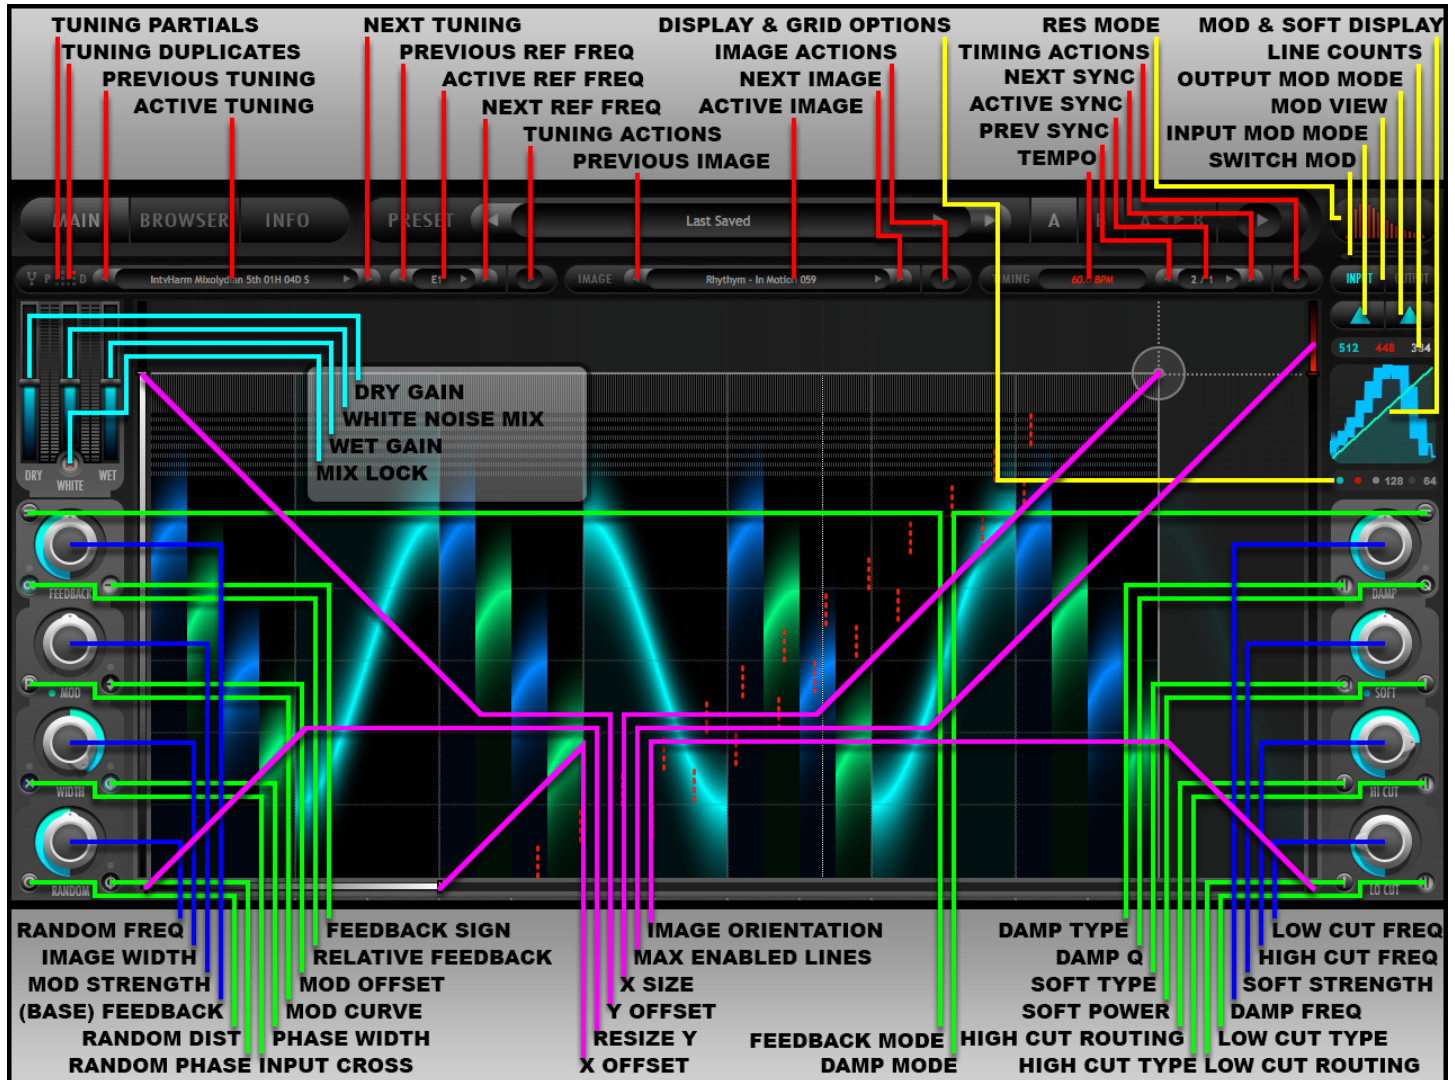 TUNING PARTIALS
TUNING DUPLICATES
PREVIOUS TUNING
ACTIVE TUNING
NEXT TUNING
PREVIOUS REF FREQ
ACTIVE REF FREQ
NEXT REF FREQ
TUNING ACTIONS
PREVIOUS IMAGE
DISPLAY & GRID OPTIONS
IMAGE ACTIONS
NEXT IMAGE
ACTIVE IMAGE
RES MODE
TIMING ACTIONS
NEXT SYNC
ACTIVE SYNC
PREV SYNC
TEMPO
MOD & SOFT DISPLAY
LINE COUNTS
OUTPUT MOD MODE
MOD VIEW
INPUT MOD MODE
SWITCH MOD
MAIN BROWSER INFO PRESET Last Saved A B A B
P D IntvHarm Mixolydian 5th 01H 04D S E1 IMAGE Rhythym - In Motion 059 TIMING 60.0 BPM 2 / 1 INPUT OUTPUT
512 448 384
DRY GAIN
WHITE NOISE MIX
WET GAIN
MIX LOCK
DRY WHITE WET
128 64
FEEDBACK
MOD
WIDTH
RANDOM
DAMP
SOFT
HI CUT
LO CUT
RANDOM FREQ
IMAGE WIDTH
MOD STRENGTH
(BASE) FEEDBACK
RANDOM DIST
RANDOM PHASE
FEEDBACK SIGN
RELATIVE FEEDBACK
MOD OFFSET
MOD CURVE
PHASE WIDTH
INPUT CROSS
IMAGE ORIENTATION
MAX ENABLED LINES
X SIZE
Y OFFSET
RESIZE Y
X OFFSET
FEEDBACK MODE
DAMP MODE
DAMP TYPE
DAMP Q
SOFT TYPE
SOFT POWER
HIGH CUT ROUTING
HIGH CUT TYPE
LOW CUT FREQ
HIGH CUT FREQ
SOFT STRENGTH
DAMP FREQ
LOW CUT TYPE
LOW CUT ROUTING